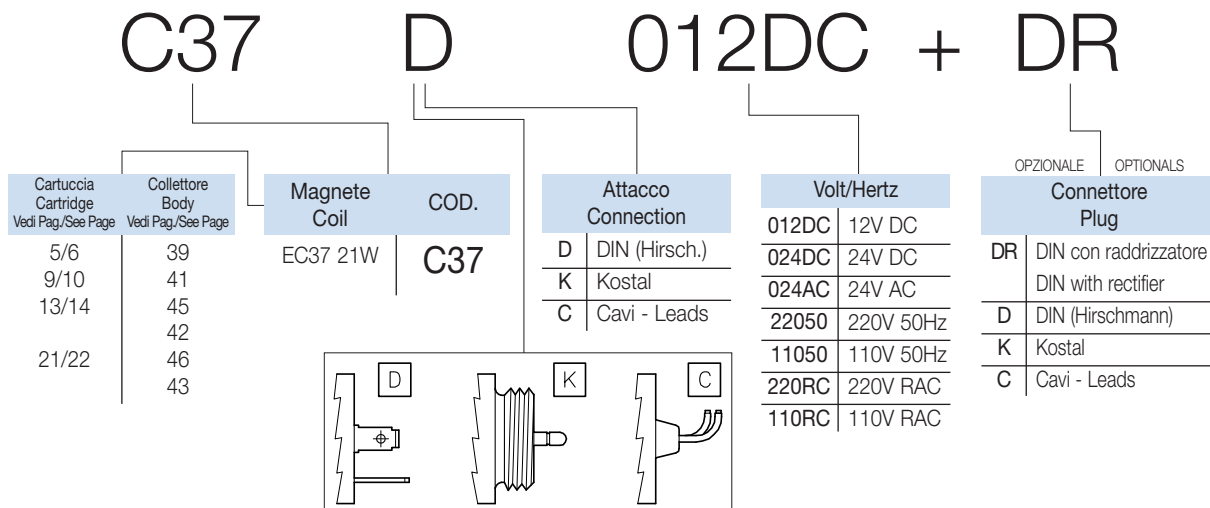 C37 D 012DC + DR
OPZIONALE OPTIONALS
Cartuccia
Cartridge
Vedi Pag./See Page
Collettore
Body
Vedi Pag./See Page
5/6 39
9/10 41
13/14 45
42
21/22 46
43
Magnete
Coil
COD.
EC37 21W C37
Attacco
Connection
D DIN (Hirsch.)
K Kostal
C Cavi - Leads
Volt/Hertz
012DC 12V DC
024DC 24V DC
024AC 24V AC
22050 220V 50Hz
11050 110V 50Hz
220RC 220V RAC
110RC 110V RAC
Connettore
Plug
DR DIN con raddrizzatore
DIN with rectifier
D DIN (Hirschmann)
K Kostal
C Cavi - Leads
D K C